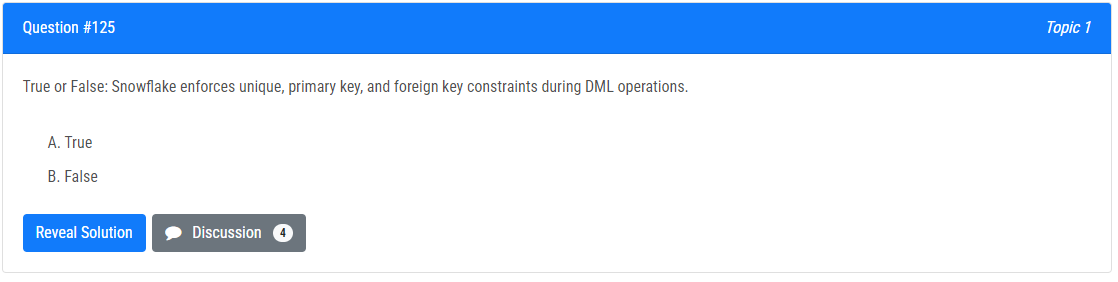 Question #125
Topic 1
True or False: Snowflake enforces unique, primary key, and foreign key constraints during DML operations.
A. True
B. False
Reveal Solution
Discussion 4